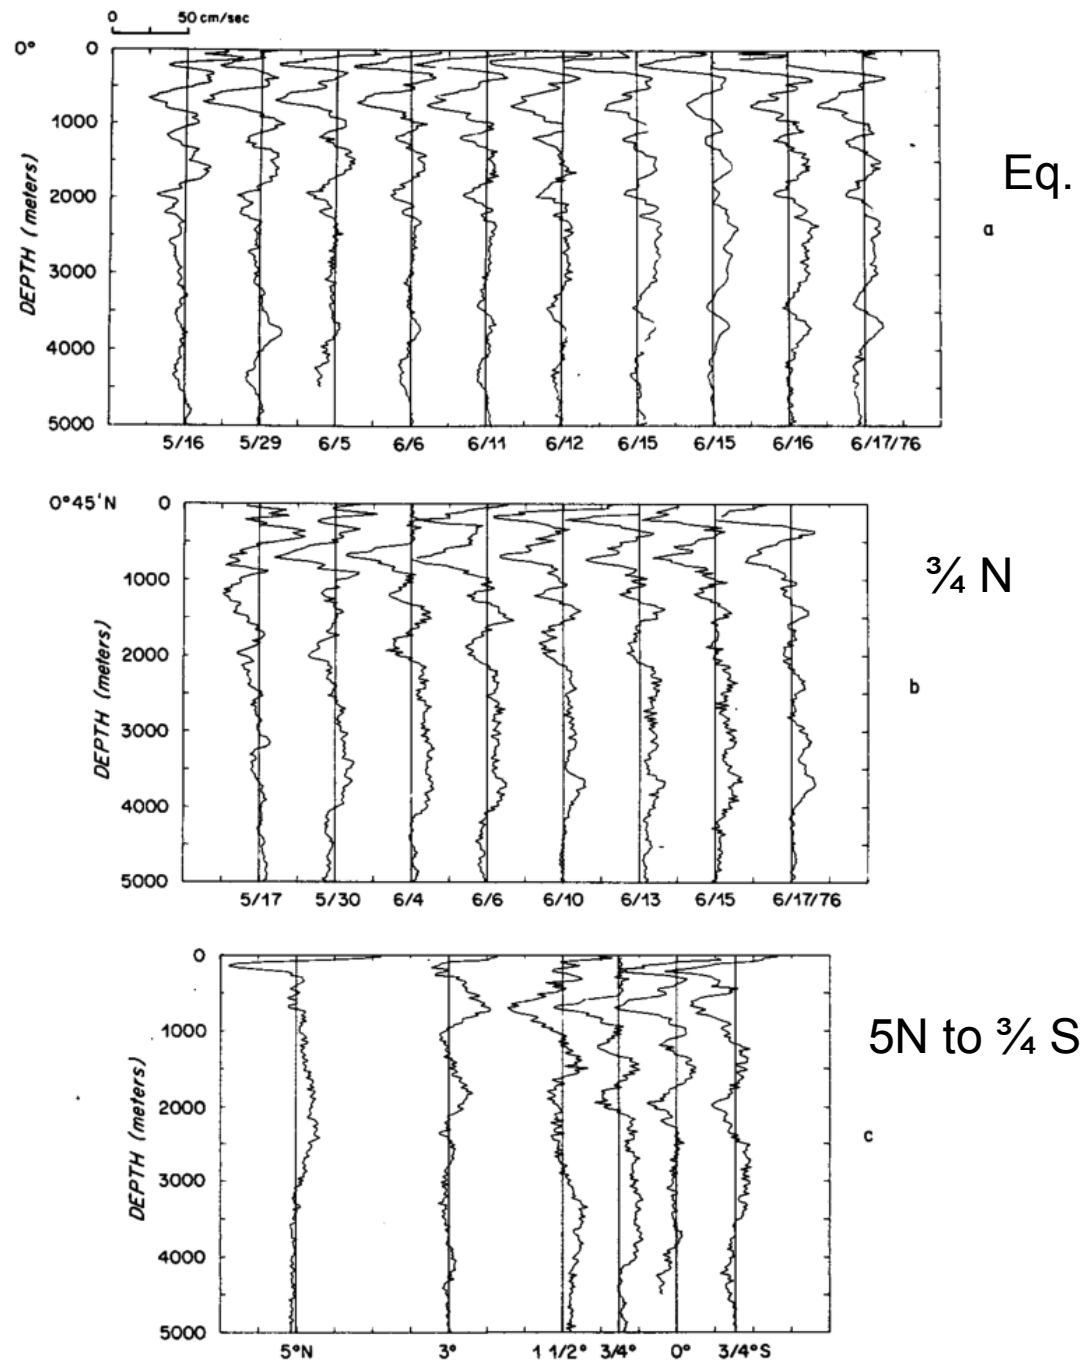 0 50 cm/sec
0° 0
1000
2000
3000
4000
5000
DEPTH (meters)
5/16 5/29 6/5 6/6 6/11 6/12 6/15 6/15 6/16 6/17/76
a
Eq.
0°45'N 0
1000
2000
3000
4000
5000
DEPTH (meters)
5/17 5/30 6/4 6/6 6/10 6/13 6/15 6/17/76
b
¾ N
0
1000
2000
3000
4000
5000
DEPTH (meters)
5°N 3° 1 1/2° 3/4° 0° 3/4°S
c
5N to ¾ S